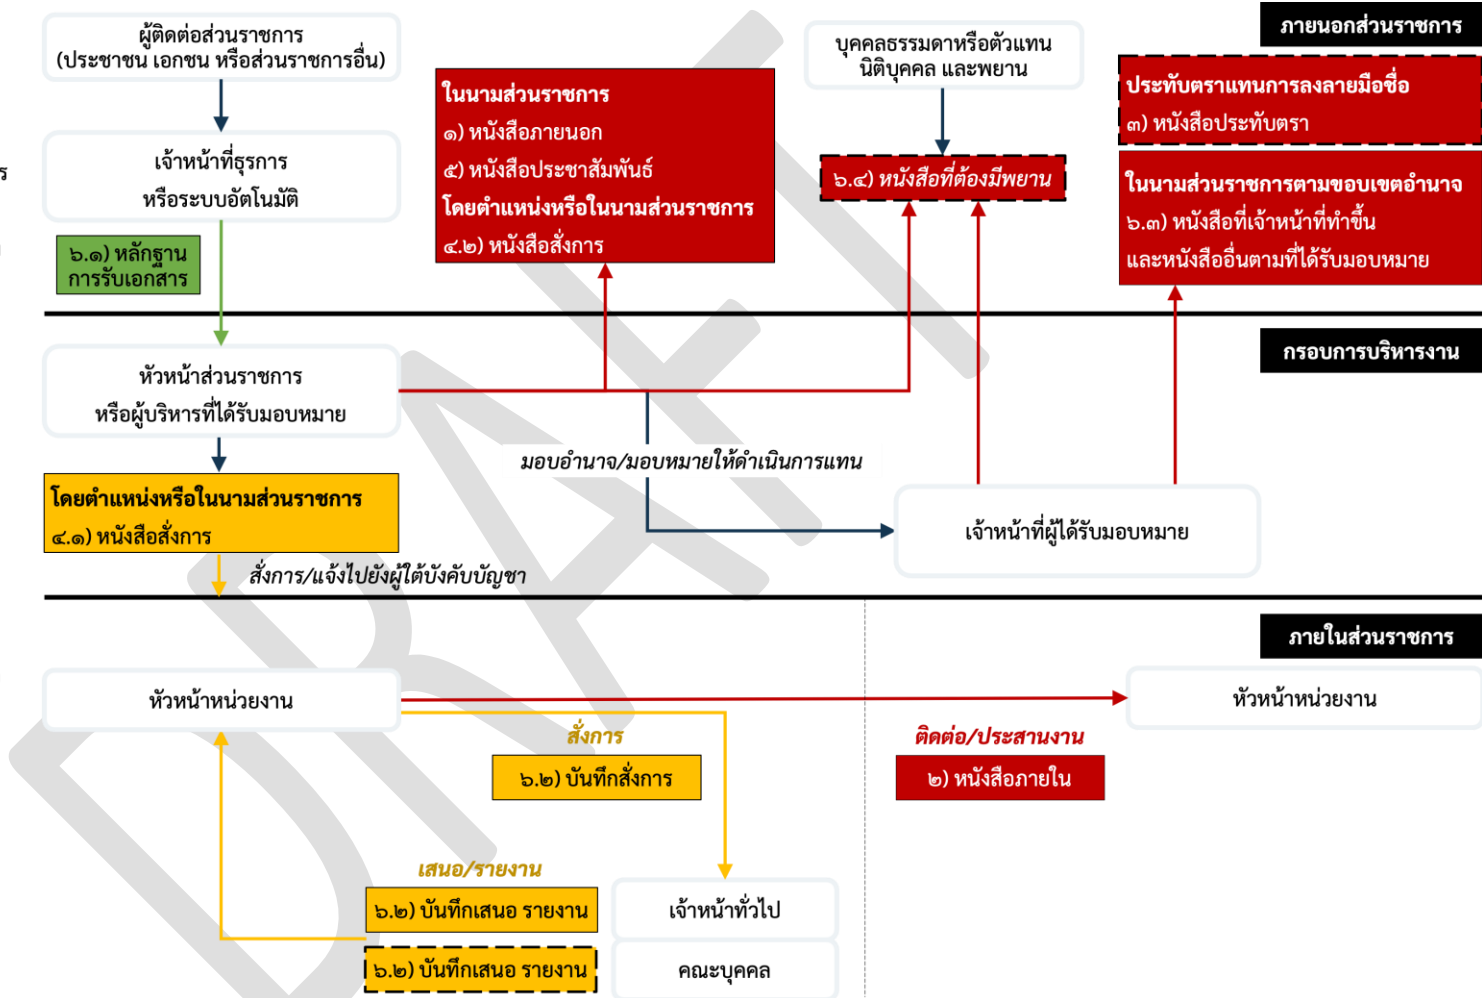 ผู้ติดต่อส่วนราชการ
(ประชาชน เอกชน หรือส่วนราชการอื่น)
เจ้าหน้าที่ธุรการ
หรือระบบอัตโนมัติ
๖.๑) หลักฐาน
การรับเอกสาร
ในนามส่วนราชการ
๑) หนังสือภายนอก
๕) หนังสือประชาสัมพันธ์
โดยตำแหน่งหรือในนามส่วนราชการ
๔.๒) หนังสือสั่งการ
บุคคลธรรมดาหรือตัวแทน
นิติบุคคล และพยาน
๖.๔) หนังสือที่ต้องมีพยาน
ภายนอกส่วนราชการ
ประทับตราแทนการลงลายมือชื่อ
๓) หนังสือประทับตรา
ในนามส่วนราชการตามขอบเขตอำนาจ
๖.๓) หนังสือที่เจ้าหน้าที่ทำขึ้น
และหนังสืออื่นตามที่ได้รับมอบหมาย
กรอบการบริหารงาน
หัวหน้าส่วนราชการ
หรือผู้บริหารที่ได้รับมอบหมาย
มอบอำนาจ/มอบหมายให้ดำเนินการแทน
โดยตำแหน่งหรือในนามส่วนราชการ
๔.๑) หนังสือสั่งการ
เจ้าหน้าที่ผู้ได้รับมอบหมาย
สั่งการ/แจ้งไปยังผู้ใต้บังคับบัญชา
ภายในส่วนราชการ
หัวหน้าหน่วยงาน
หัวหน้าหน่วยงาน
สั่งการ
๖.๒) บันทึกสั่งการ
ติดต่อ/ประสานงาน
๒) หนังสือภายใน
เสนอ/รายงาน
๖.๒) บันทึกเสนอ รายงาน
เจ้าหน้าทั่วไป
๖.๒) บันทึกเสนอ รายงาน
คณะบุคคล
DRAFT